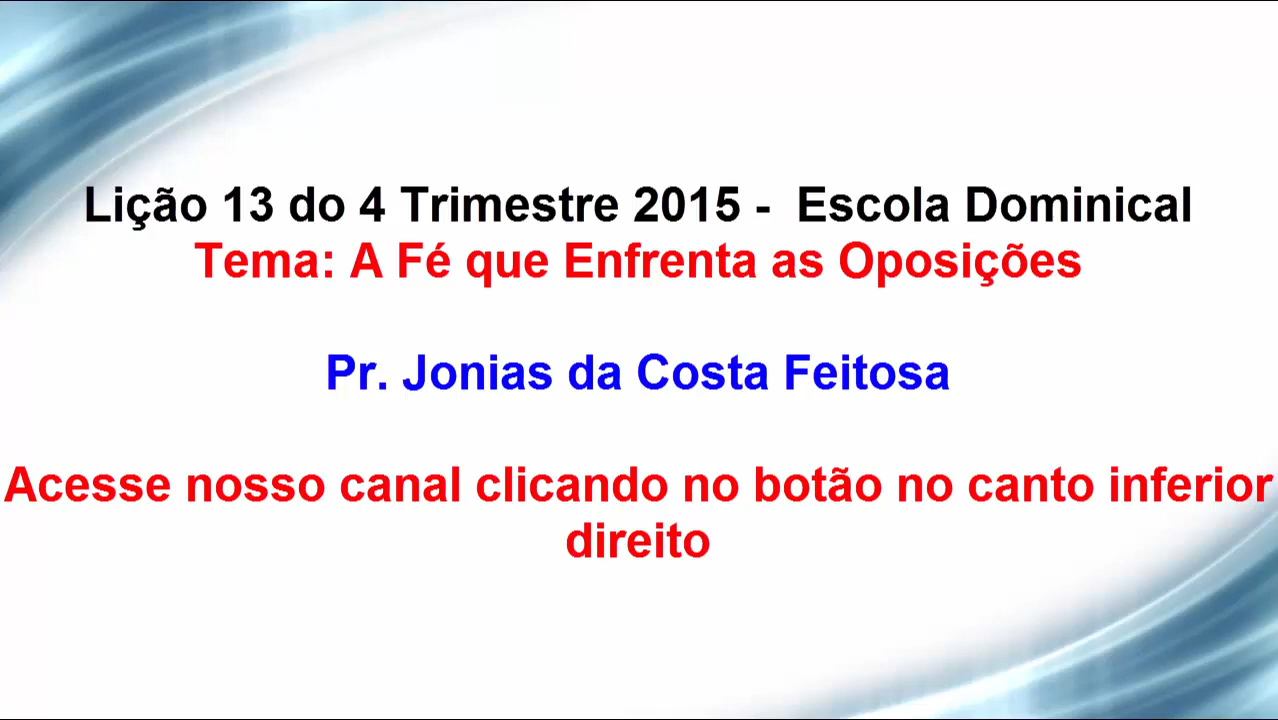 Lição 13 do 4 Trimestre 2015 -  Escola Dominical
Tema: A Fé que Enfrenta as Oposições
Pr. Jonias da Costa Feitosa
Acesse nosso canal clicando no botão no canto inferior
direito